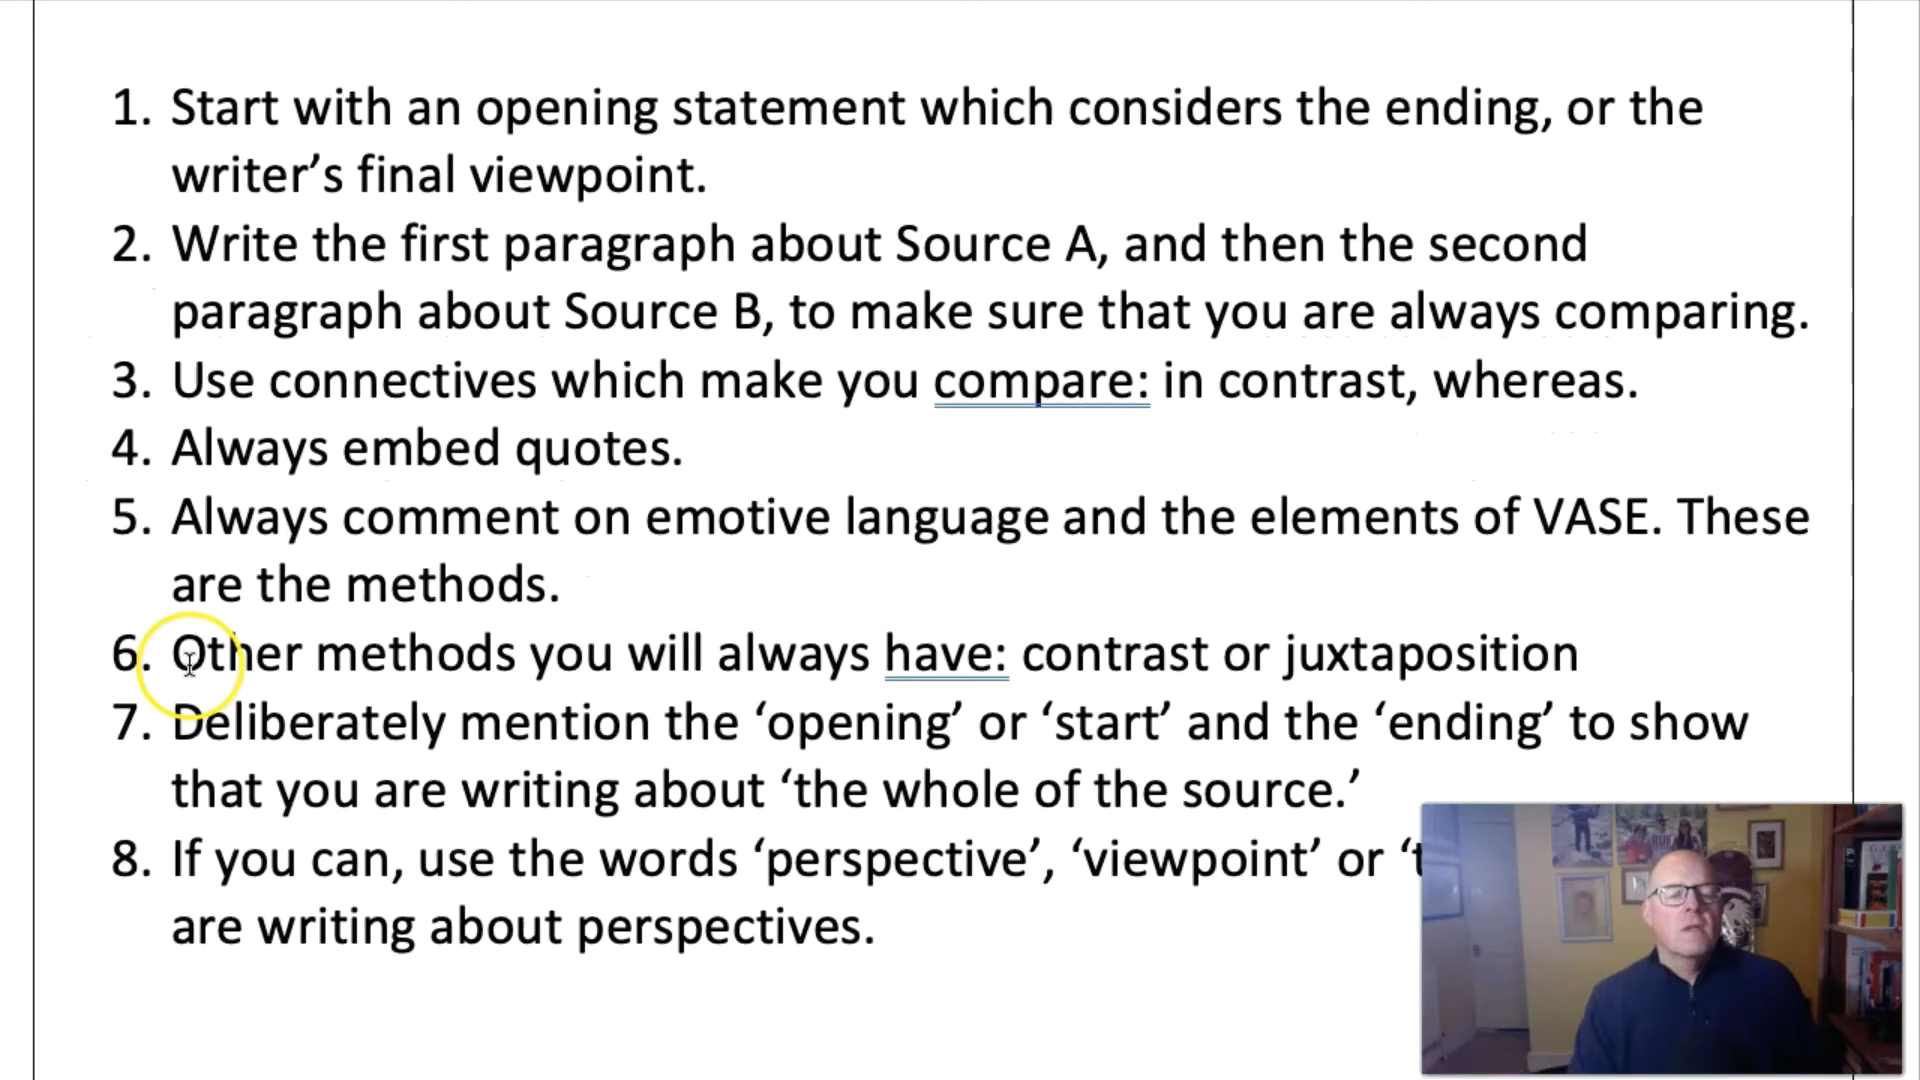 1. Start with an opening statement which considers the ending, or the
writer’s final viewpoint.
2. Write the first paragraph about Source A, and then the second
paragraph about Source B, to make sure that you are always comparing.
3. Use connectives which make you compare: in contrast, whereas.
4. Always embed quotes.
5. Always comment on emotive language and the elements of VASE. These
are the methods.
6. Other methods you will always have: contrast or juxtaposition
7. Deliberately mention the ‘opening’ or ‘start’ and the ‘ending’ to show
that you are writing about ‘the whole of the source.’
8. If you can, use the words ‘perspective’, ‘viewpoint’ or
are writing about perspectives.